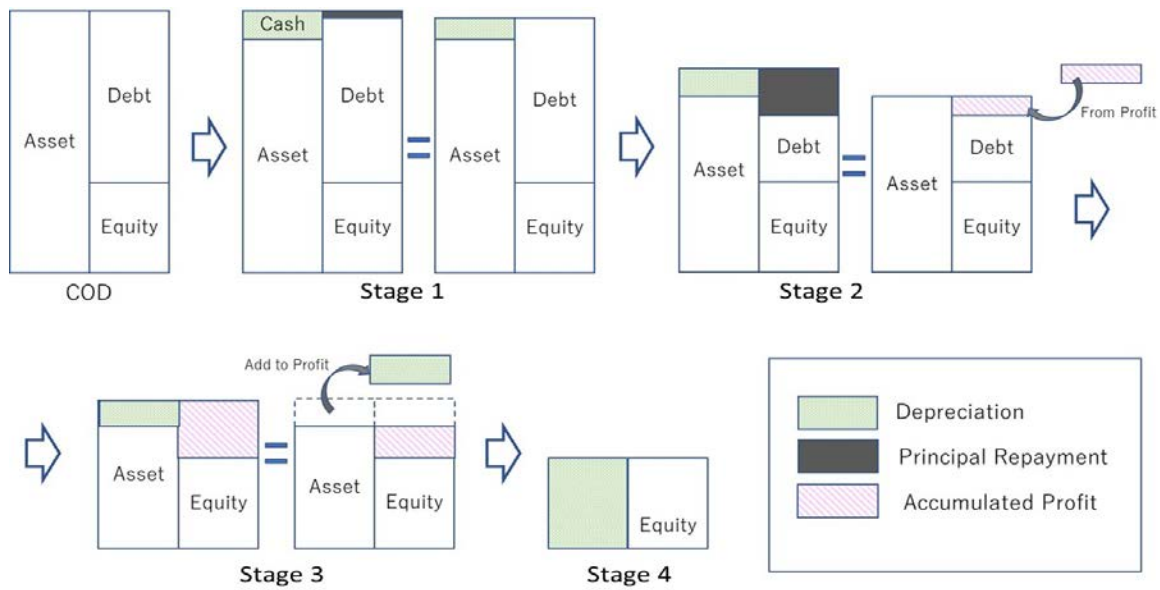 Asset
Debt
Equity
COD
Cash
Debt
Asset
Equity
Debt
Asset
Equity
Stage 1
Asset
Debt
Equity
From Profit
Debt
Asset
Equity
Stage 2
Add to Profit
Asset
Equity
Asset
Equity
Stage 3
Equity
Stage 4
Depreciation
Principal Repayment
Accumulated Profit